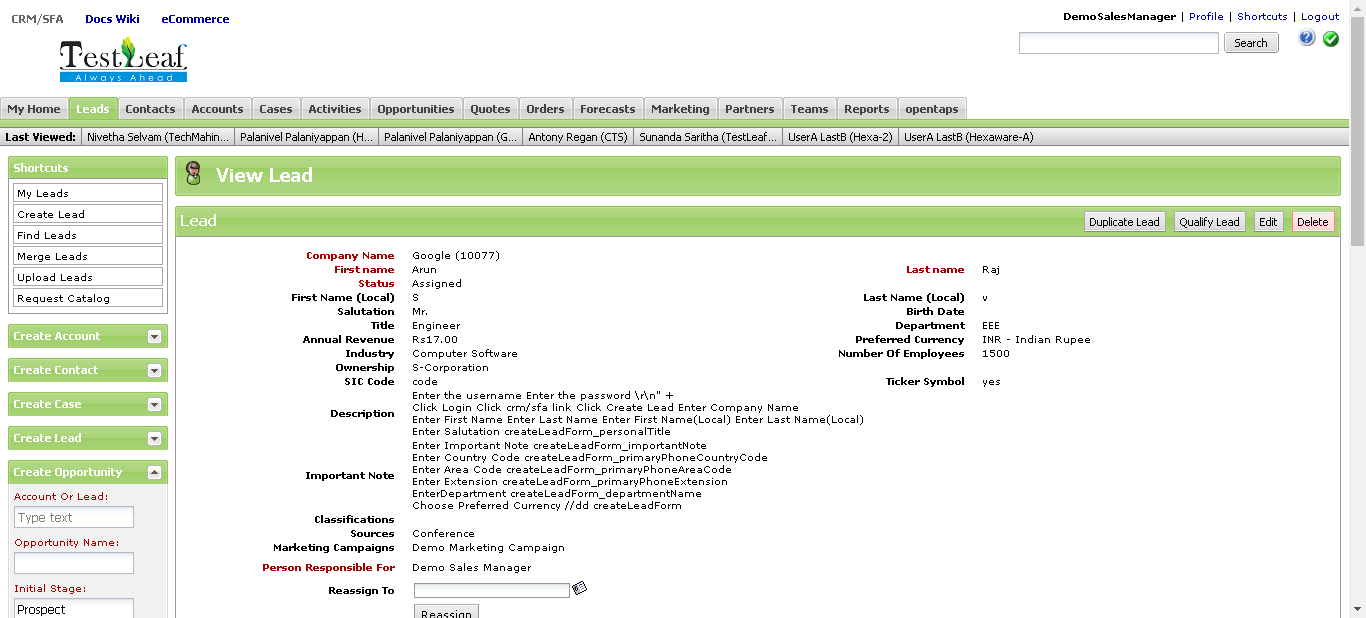 CRM/SFA Docs Wiki eCommerce
DemoSalesManager | Profile | Shortcuts | Logout
Search
TestLeaf
Always Ahead
My Home Leads Contacts Accounts Cases Activities Opportunities Quotes Orders Forecasts Marketing Partners Teams Reports opentaps
Last Viewed: Nivetha Selvam (TechMahin... Palanivel Palaniyappan (H... Palanivel Palaniyappan (G... Antony Regan (CTS) Sunanda Saritha (TestLeaf... UserA LastB (Hexa-2) UserA LastB (Hexaware-A)
Shortcuts
My Leads
Create Lead
Find Leads
Merge Leads
Upload Leads
Request Catalog
Create Account
Create Contact
Create Case
Create Lead
Create Opportunity
Account Or Lead:
Type text
Opportunity Name:
Initial Stage:
Prospect
View Lead
Lead
Duplicate Lead Qualify Lead Edit Delete
Company Name Google (10077)
First name Arun Last name Raj
Status Assigned
First Name (Local) S Last Name (Local) v
Salutation Mr. Birth Date
Title Engineer Department EEE
Annual Revenue Rs17.00 Preferred Currency INR - Indian Rupee
Industry Computer Software Number Of Employees 1500
Ownership S-Corporation
SIC Code code Ticker Symbol yes
Description
Enter the username Enter the password \r\n" +
Click Login Click crm/sfa link Click Create Lead Enter Company Name
Enter First Name Enter Last Name Enter First Name(Local) Enter Last Name(Local)
Enter Salutation createLeadForm_personalTitle
Important Note
Enter Important Note createLeadForm_importantNote
Enter Country Code createLeadForm_primaryPhoneCountryCode
Enter Area Code createLeadForm_primaryPhoneAreaCode
Enter Extension createLeadForm_primaryPhoneExtension
EnterDepartment createLeadForm_departmentName
Choose Preferred Currency //dd createLeadForm
Classifications
Sources Conference
Marketing Campaigns Demo Marketing Campaign
Person Responsible For Demo Sales Manager
Reassign To
Reassign